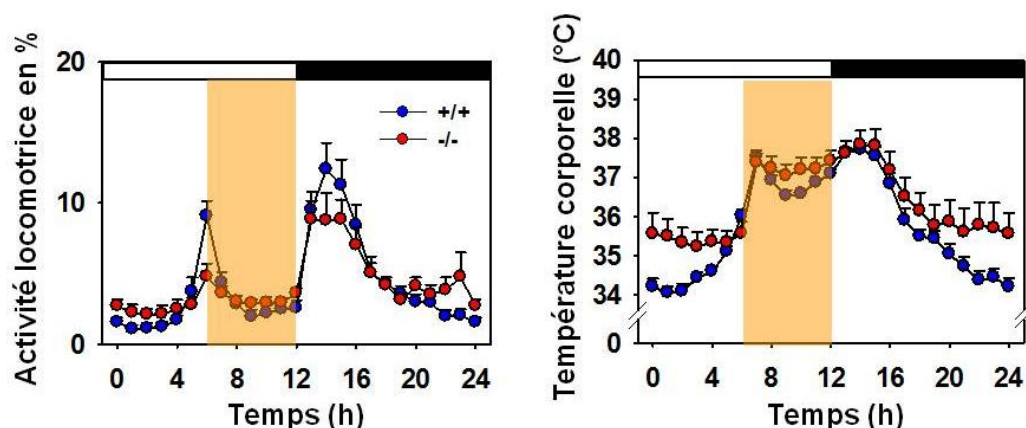 Activité locomotrice en %
20
10
0
+/+
-/-
0 4 8 12 16 20 24
Temps (h)
Température corporelle (°C)
40
39
38
37
36
35
34
0
0 4 8 12 16 20 24
Temps (h)